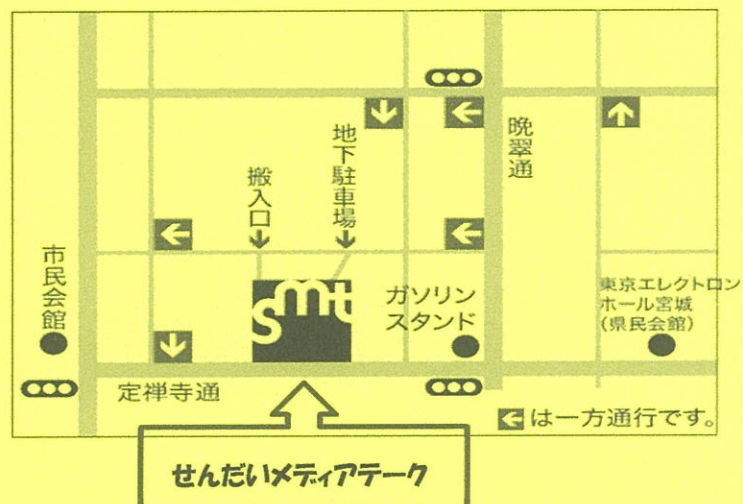 晩翠通
地下駐車場
搬入口
市民会館
smt
ガソリン
スタンド
東京エレクトロン
ホール宮城
(県民会館)
定禅寺通
は一方通行です。
せんだいメディアテーク